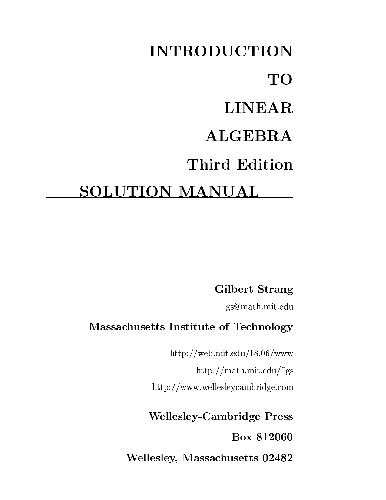 INTRODUCTION
TO
LINEAR
ALGEBRA
Third Edition
SOLUTION MANUAL
Gilbert Strang
gs@math.mit.edu
Massachusetts Institute of Technology
http://web.mit.edu/18.06/www
http://math.mit.edu/~gs
http://www.wellesleycambridge.com
Wellesley-Cambridge Press
Box 812060
Wellesley, Massachusetts 02482